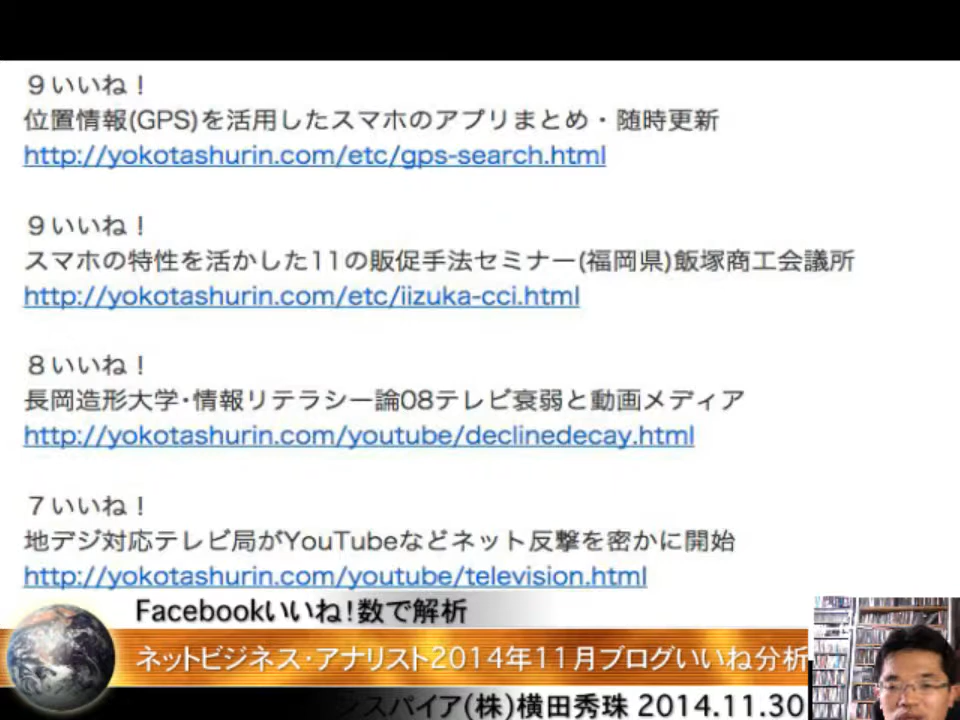 ９いいね！
位置情報(GPS)を活用したスマホのアプリまとめ・随時更新
http://yokotashurin.com/etc/gps-search.html
９いいね！
スマホの特性を活かした11の販促手法セミナー(福岡県)飯塚商工会議所
http://yokotashurin.com/etc/iizuka-cci.html
８いいね！
長岡造形大学・情報リテラシー論08テレビ衰弱と動画メディア
http://yokotashurin.com/youtube/declinedecay.html
７いいね！
地デジ対応テレビ局がYouTubeなどネット反撃を密かに開始
http://yokotashurin.com/youtube/television.html
Facebookいいね！数で解析
ネットビジネス・アナリスト2014年11月ブログいいね分析
スパイア(株)横田秀珠 2014.11.30